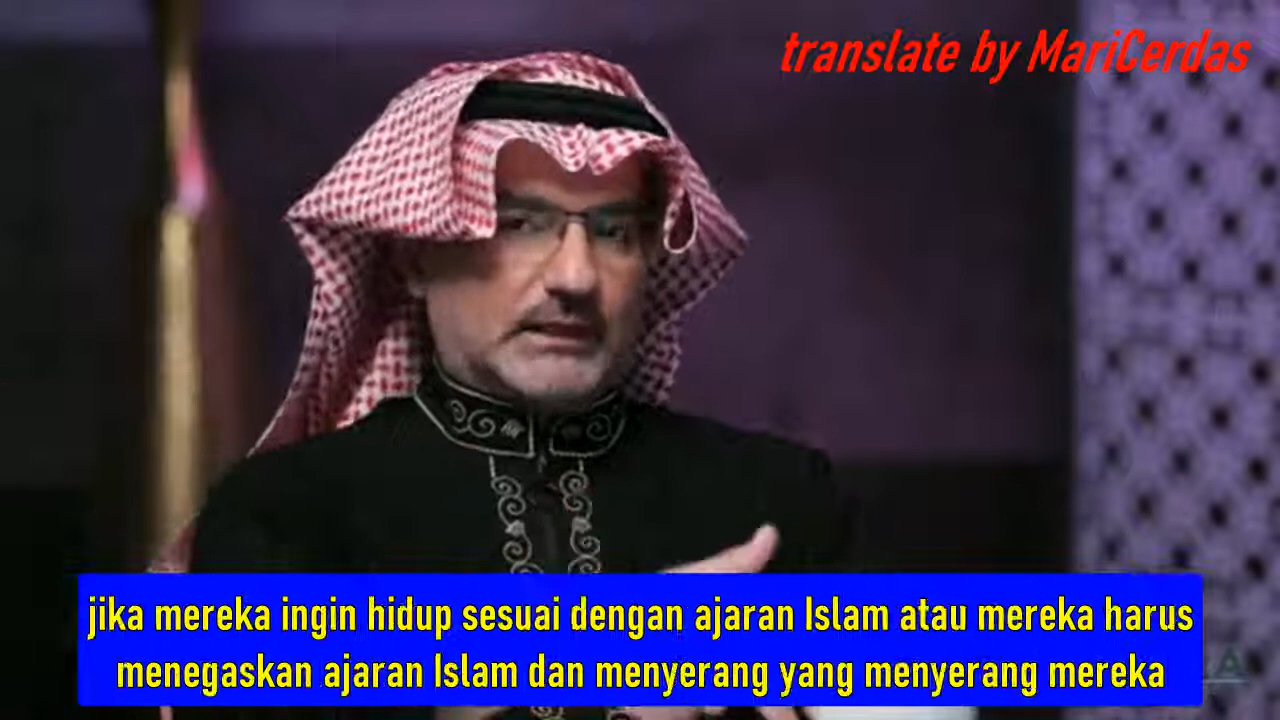 translate by MariCerdas
jika mereka ingin hidup sesuai dengan ajaran Islam atau mereka harus
menegaskan ajaran Islam dan menyerang yang menyerang mereka